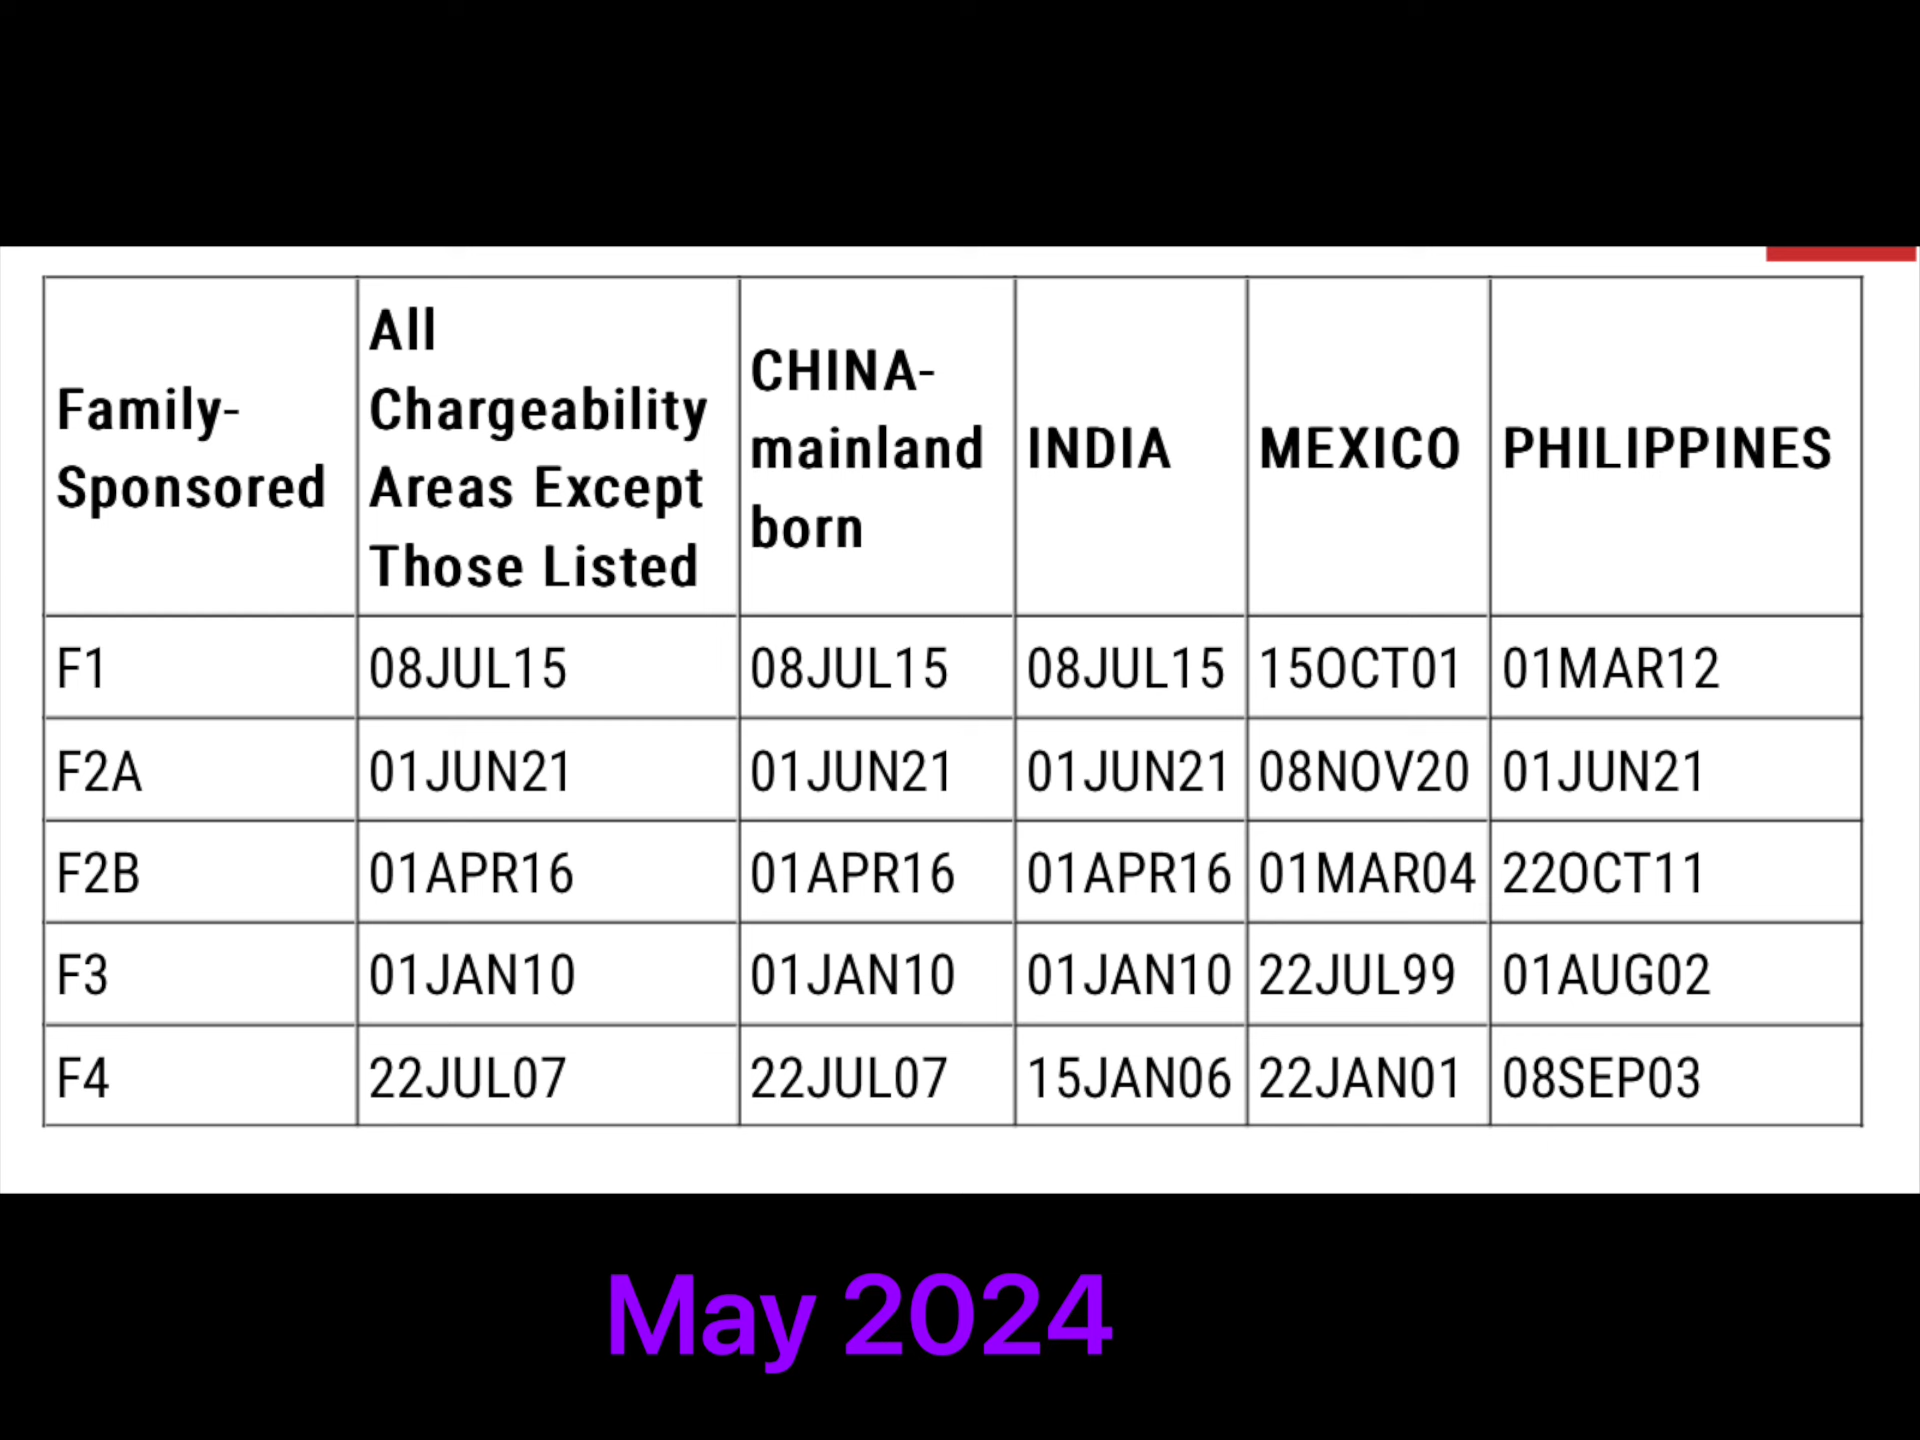 Family-
Sponsored
All
Chargeability
Areas Except
Those Listed
CHINA-
mainland
born
INDIA
MEXICO
PHILIPPINES
F1 08JUL15 08JUL15 08JUL15 15OCT01 01MAR12
F2A 01JUN21 01JUN21 01JUN21 08NOV20 01JUN21
F2B 01APR16 01APR16 01APR16 01MAR04 22OCT11
F3 01JAN10 01JAN10 01JAN10 22JUL99 01AUG02
F4 22JUL07 22JUL07 15JAN06 22JAN01 08SEP03
May 2024